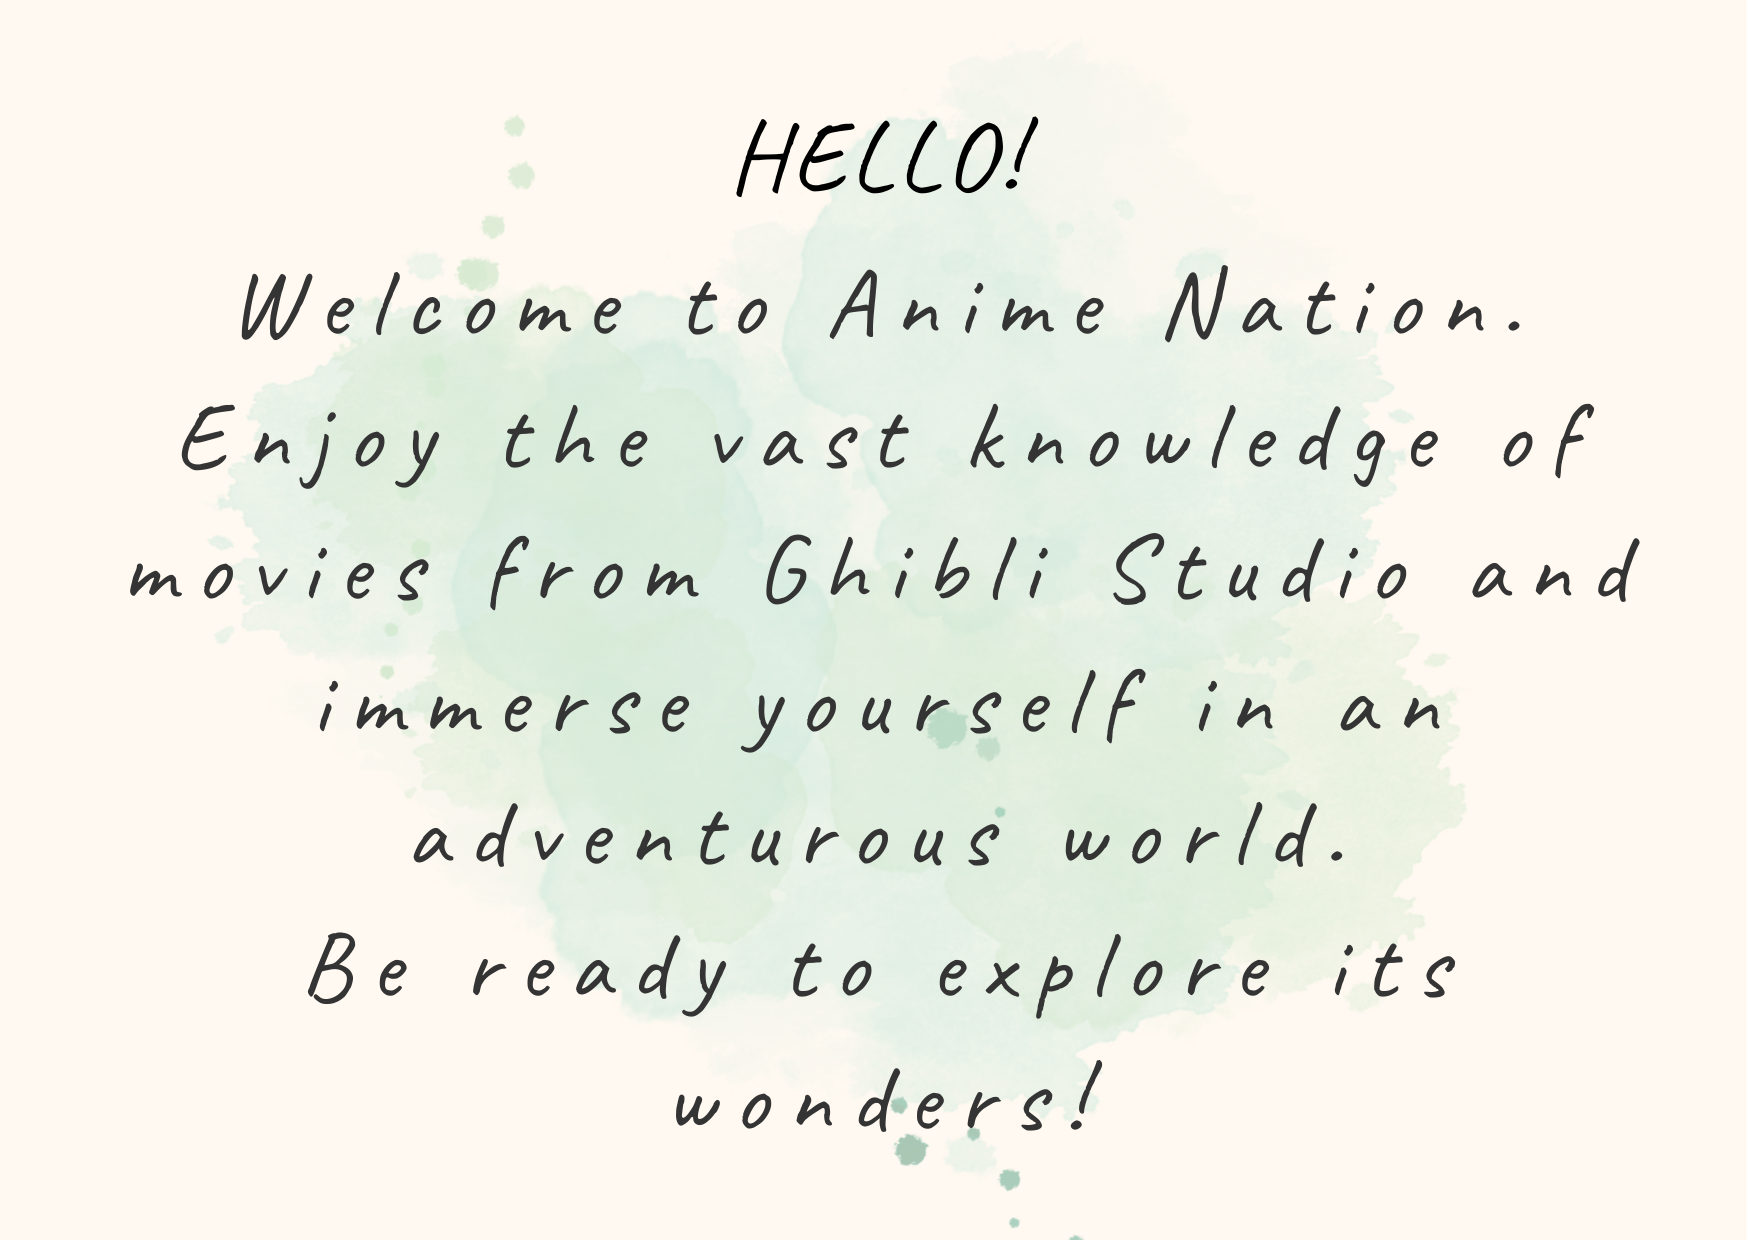 HELLO!
Welcome to Anime Nation.
Enjoy the vast knowledge of
movies from Ghibli Studio and
immerse yourself in an
adventurous world.
Be ready to explore its
wonders!